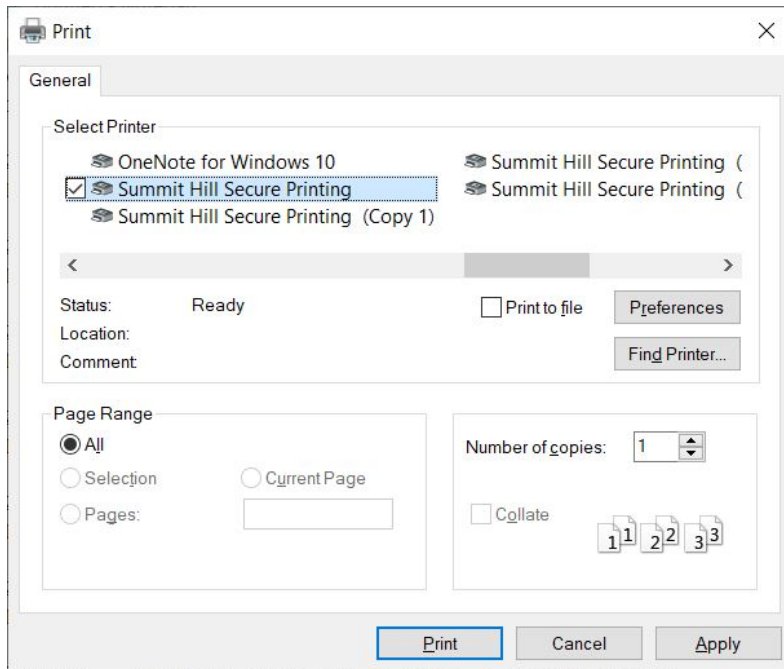 Print
General
Select Printer
OneNote for Windows 10
Summit Hill Secure Printing
Summit Hill Secure Printing (Copy 1)
Summit Hill Secure Printing (
Summit Hill Secure Printing (
Status: Ready
Location:
Comment:
Print to file
Preferences
Find Printer...
Page Range
All
Selection
Current Page
Pages:
Number of copies: 1
Collate
1 1 2 2 3 3
Print Cancel Apply